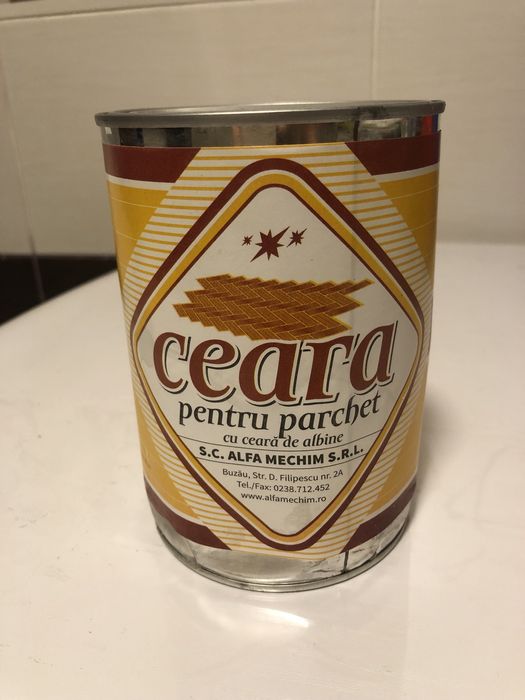 ceara
pentru parchet
cu ceară de albine
S.C. ALFA MECHIM S.R.L.
Buzău, Str. D. Filipescu nr. 2A
Tel./Fax: 0238.712.452
www.alfamechim.ro